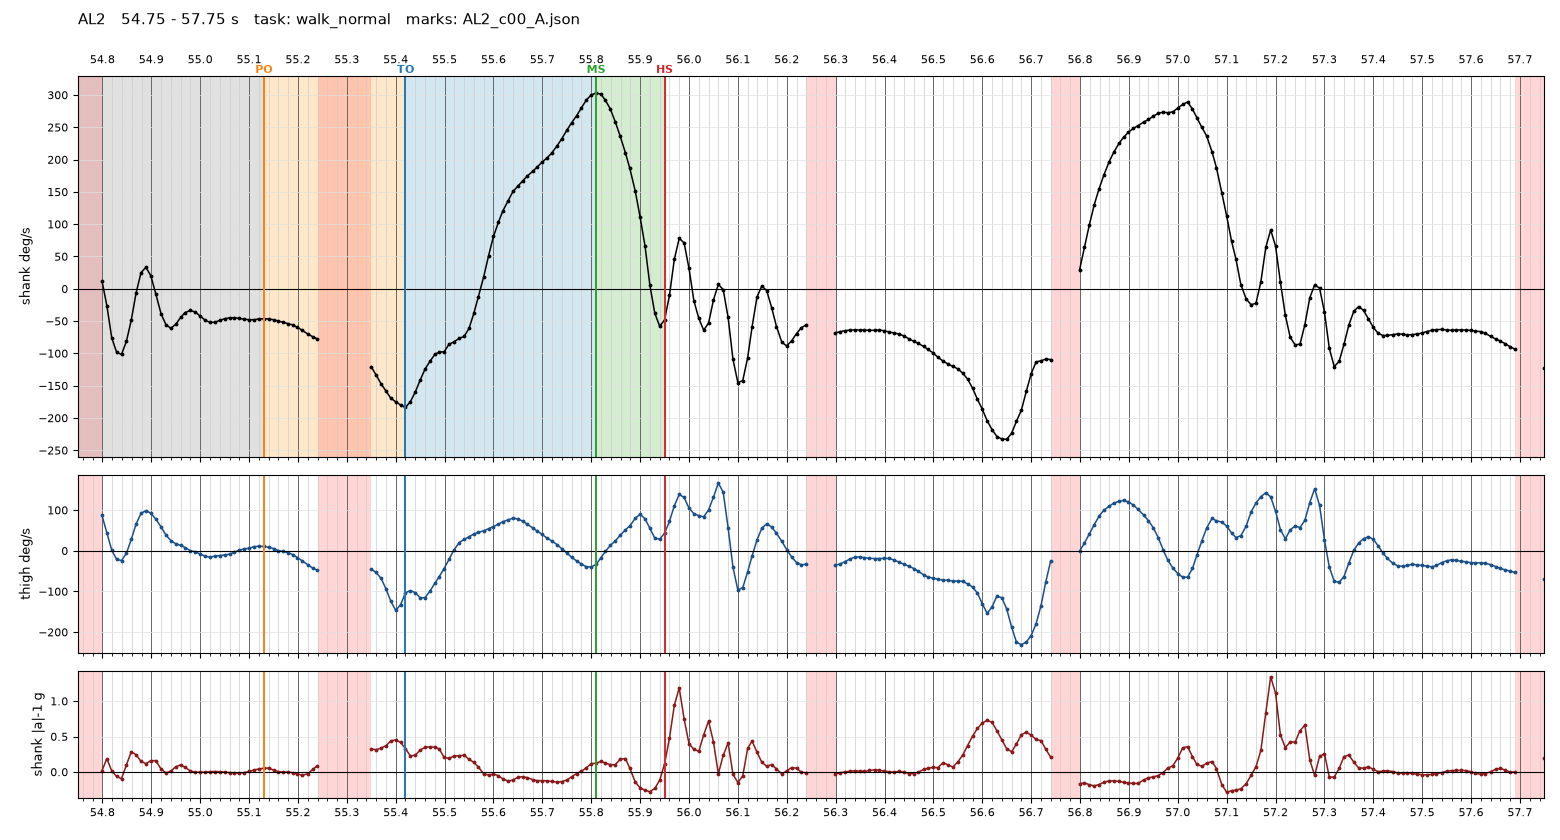 AL2   54.75 - 57.75 s   task: walk_normal   marks: AL2_c00_A.json
54.8 54.9 55.0 55.1 55.2 55.3 55.4 55.5 55.6 55.7 55.8 55.9 56.0 56.1 56.2 56.3 56.4 56.5 56.6 56.7 56.8 56.9 57.0 57.1 57.2 57.3 57.4 57.5 57.6 57.7
PO TO MS HS
shank deg/s
300
250
200
150
100
50
0
−50
−100
−150
−200
−250
thigh deg/s
100
0
−100
−200
shank |a|-1 g
1.0
0.5
0.0
54.8 54.9 55.0 55.1 55.2 55.3 55.4 55.5 55.6 55.7 55.8 55.9 56.0 56.1 56.2 56.3 56.4 56.5 56.6 56.7 56.8 56.9 57.0 57.1 57.2 57.3 57.4 57.5 57.6 57.7